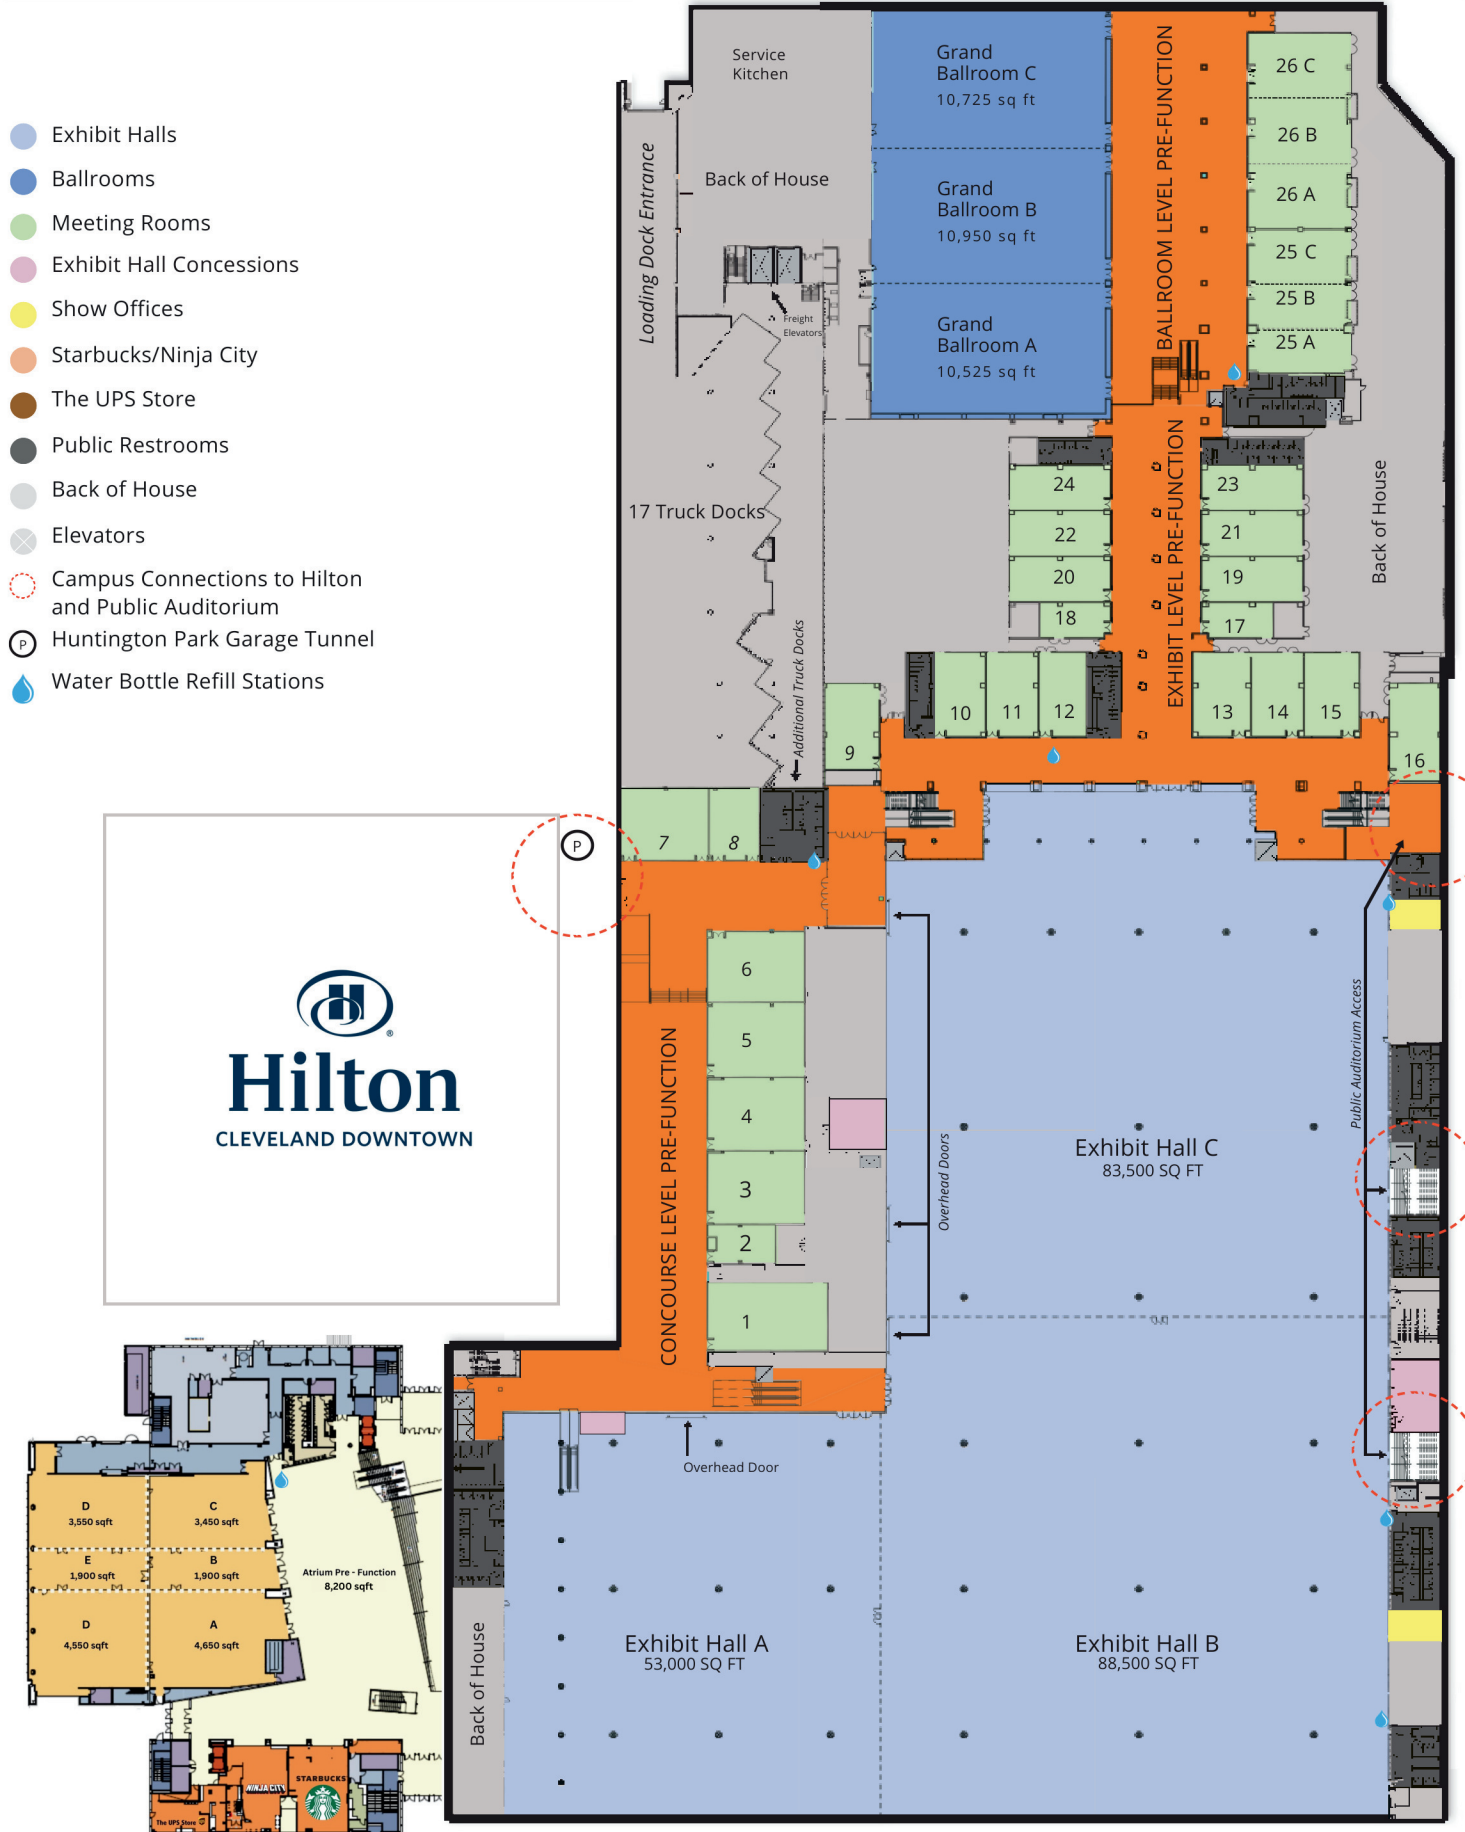 Exhibit Halls
Ballrooms
Meeting Rooms
Exhibit Hall Concessions
Show Offices
Starbucks/Ninja City
The UPS Store
Public Restrooms
Back of House
Elevators
Campus Connections to Hilton
and Public Auditorium
P
Huntington Park Garage Tunnel
Water Bottle Refill Stations
Service
Kitchen
Back of House
Loading Dock Entrance
Freight
Elevators
Grand
Ballroom C
10,725 sq ft
Grand
Ballroom B
10,950 sq ft
Grand
Ballroom A
10,525 sq ft
BALLROOM LEVEL PRE-FUNCTION
26 C
26 B
26 A
25 C
25 B
25 A
17 Truck Docks
Additional Truck Docks
EXHIBIT LEVEL PRE-FUNCTION
24
22
20
18
23
21
19
17
Back of House
9
10
11
12
13
14
15
16
P
7
8
6
5
4
3
2
1
CONCOURSE LEVEL PRE-FUNCTION
H
®
Hilton
CLEVELAND DOWNTOWN
Overhead Doors
Public Auditorium Access
Exhibit Hall C
83,500 SQ FT
Overhead Door
Exhibit Hall A
53,000 SQ FT
Exhibit Hall B
88,500 SQ FT
Back of House
D
3,550 sqft
C
3,450 sqft
E
1,900 sqft
B
1,900 sqft
D
4,550 sqft
A
4,650 sqft
Atrium Pre - Function
8,200 sqft
NINJA CITY
STARBUCKS
The UPS Store